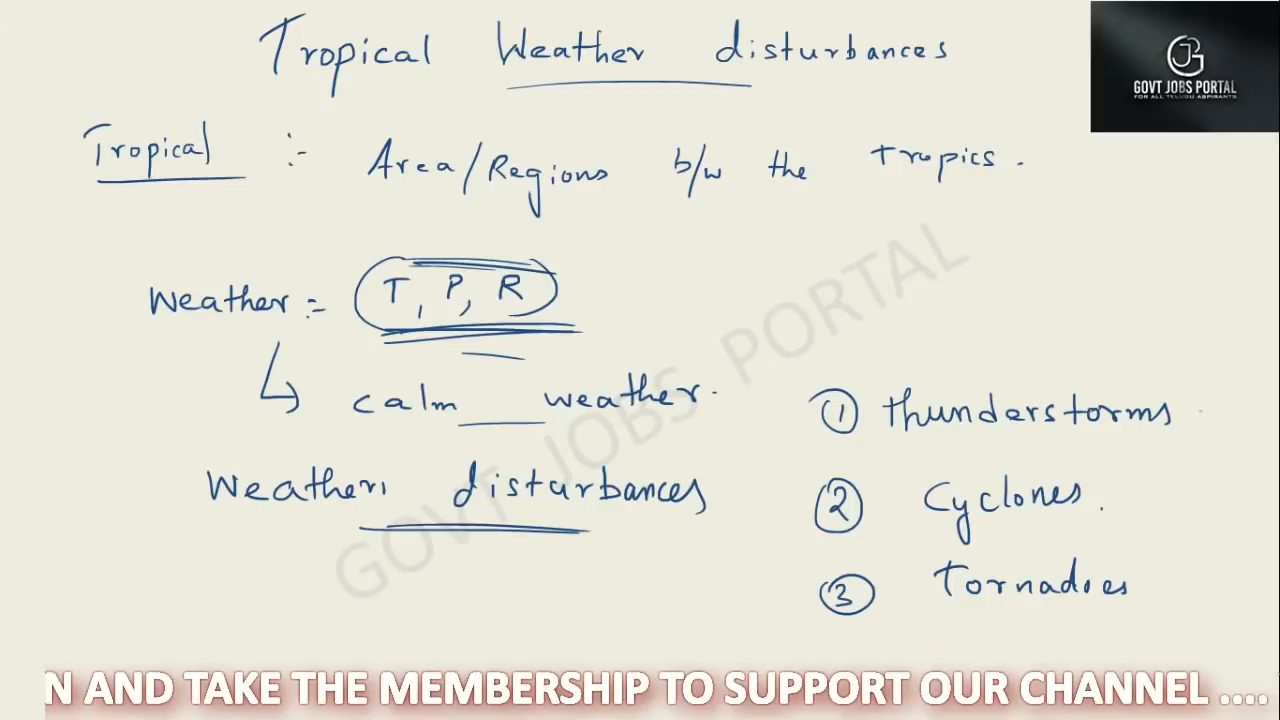 Tropical Weather disturbances
GOVT JOBS PORTAL
FOR ALL TELUGU ASPIRANTS
Tropical :- Area/Regions b/w the tropics.
Weather := T, P, R
calm weather.
Weather disturbances
① thunderstorms
② Cyclones.
③ Tornadoes
GOVT JOBS PORTAL
N AND TAKE THE MEMBERSHIP TO SUPPORT OUR CHANNEL ....